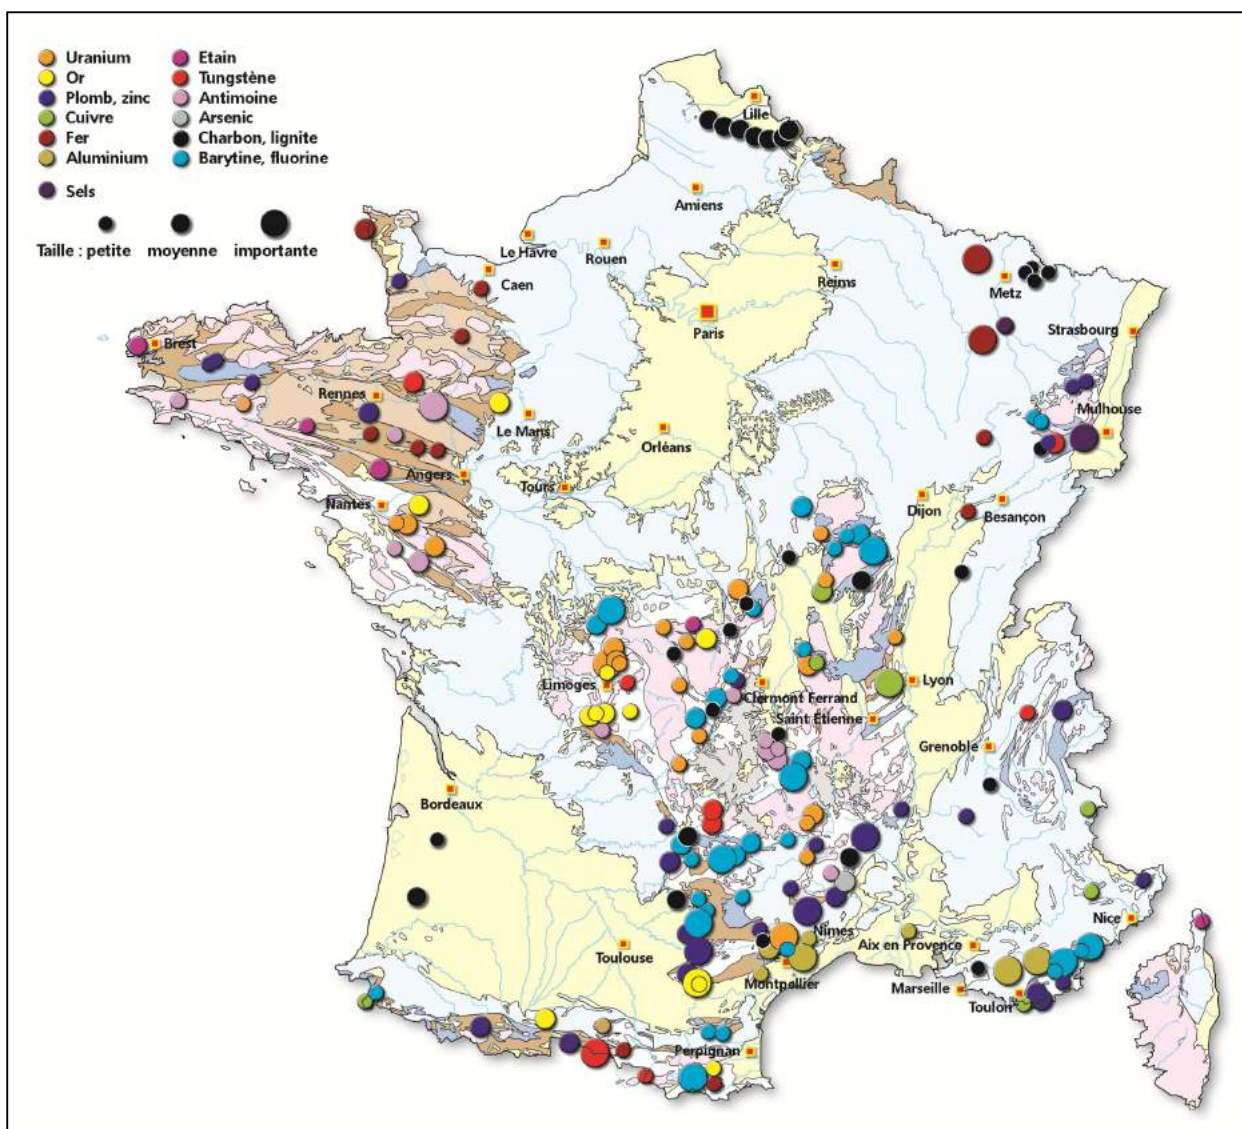 Uranium
Or
Plomb, zinc
Cuivre
Fer
Aluminium
Sels
Etain
Tungstène
Antimoine
Arsenic
Charbon, lignite
Barytine, fluorine
Taille : petite moyenne importante
Lille
Amiens
Le Havre
Rouen
Caen
Reims
Metz
Paris
Strasbourg
Brest
Rennes
Le Mans
Mulhouse
Orléans
Angers
Tours
Nantes
Dijon
Besançon
Limoges
Clermont Ferrand
Lyon
Saint Etienne
Grenoble
Bordeaux
Nîmes
Nice
Toulouse
Aix en Provence
Montpellier
Marseille
Toulon
Perpignan